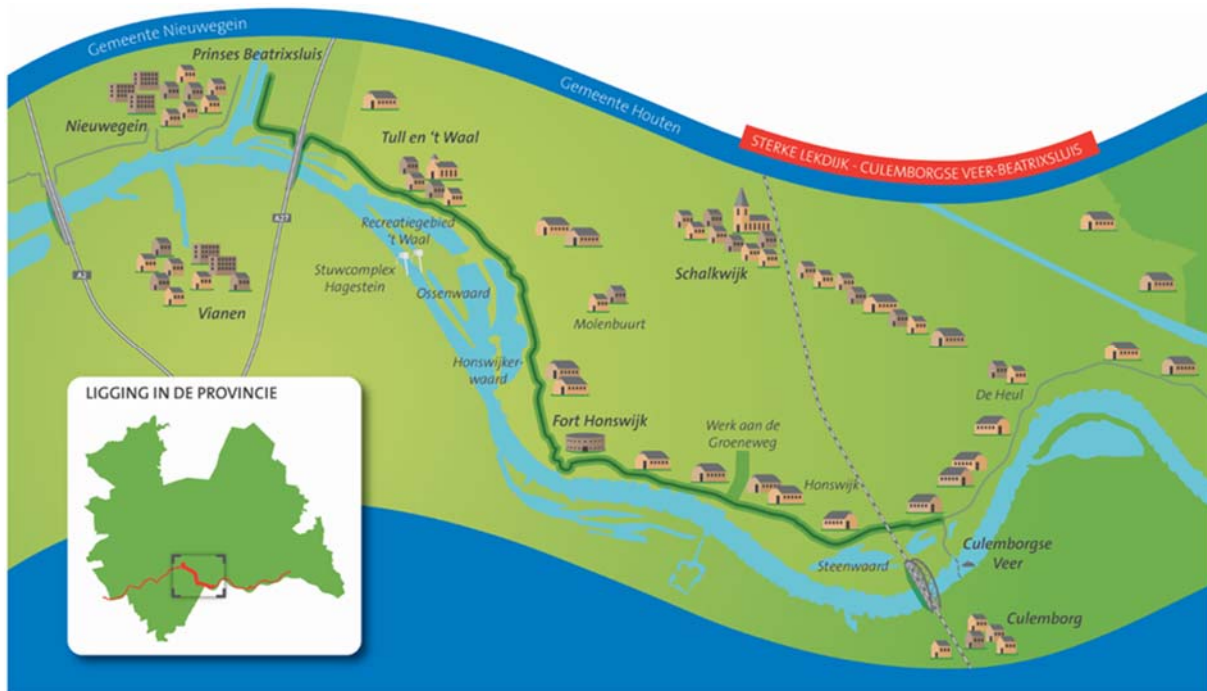 Gemeente Nieuwegein
Gemeente Houten
STERKE LEKDIJK - CULEMBORGSE VEER-BEATRIXSLUIS
Prinses Beatrixsluis
Nieuwegein
Tull en 't Waal
A27
A2
Recreatiegebied
't Waal
Stuwcomplex
Hagestein
Ossenwaard
Schalkwijk
Vianen
Molenbuurt
Honswijker-
waard
De Heul
Fort Honswijk
Werk aan de
Groeneweg
Honswijk
Steenwaard
Culemborgse
Veer
Culemborg
LIGGING IN DE PROVINCIE